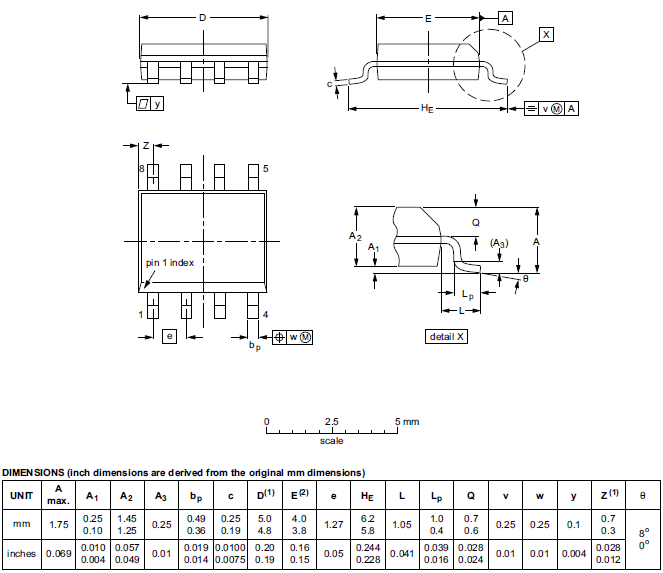 D
E
A
X
y
c
HE
v Ⓜ A
Z
8
5
pin 1 index
1
4
e
bp
w Ⓜ
A2
A1
Q
(A3)
A
θ
Lp
L
detail X
0 2.5 5 mm
scale
DIMENSIONS (inch dimensions are derived from the original mm dimensions)
UNIT A max. A1 A2 A3 bp c D(1) E(2) e HE L Lp Q v w y Z(1) θ
mm 1.75 0.25 0.10 1.45 1.25 0.25 0.49 0.36 0.25 0.19 5.0 4.8 4.0 3.8 1.27 6.2 5.8 1.05 1.0 0.4 0.7 0.6 0.25 0.25 0.1 0.7 0.3 8° 0°
inches 0.069 0.010 0.004 0.057 0.049 0.01 0.019 0.014 0.0100 0.0075 0.20 0.19 0.16 0.15 0.05 0.244 0.228 0.041 0.039 0.016 0.028 0.024 0.01 0.01 0.004 0.028 0.012